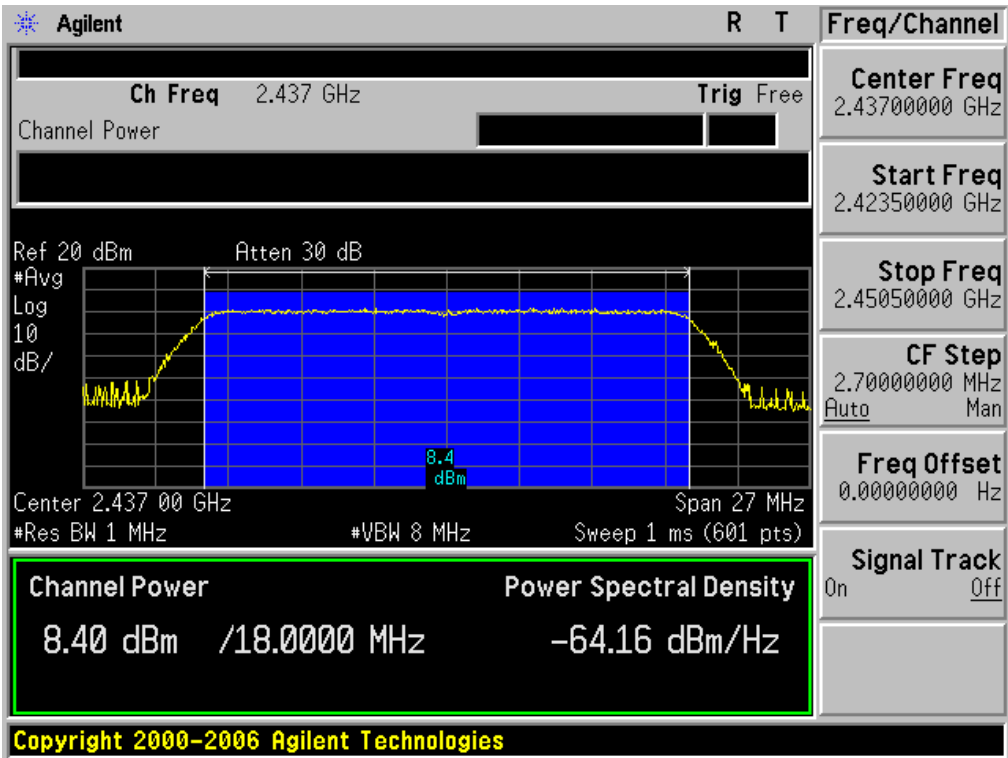 Agilent R T Freq/Channel
Ch Freq 2.437 GHz Trig Free
Channel Power
Center Freq
2.43700000 GHz
Start Freq
2.42350000 GHz
Stop Freq
2.45050000 GHz
CF Step
2.70000000 MHz
Auto Man
Freq Offset
0.00000000 Hz
Signal Track
On Off
Ref 20 dBm Atten 30 dB
#Avg
Log
10
dB/
8.4
dBm
Center 2.437 00 GHz Span 27 MHz
#Res BW 1 MHz #VBW 8 MHz Sweep 1 ms (601 pts)
Channel Power Power Spectral Density
8.40 dBm /18.0000 MHz -64.16 dBm/Hz
Copyright 2000-2006 Agilent Technologies